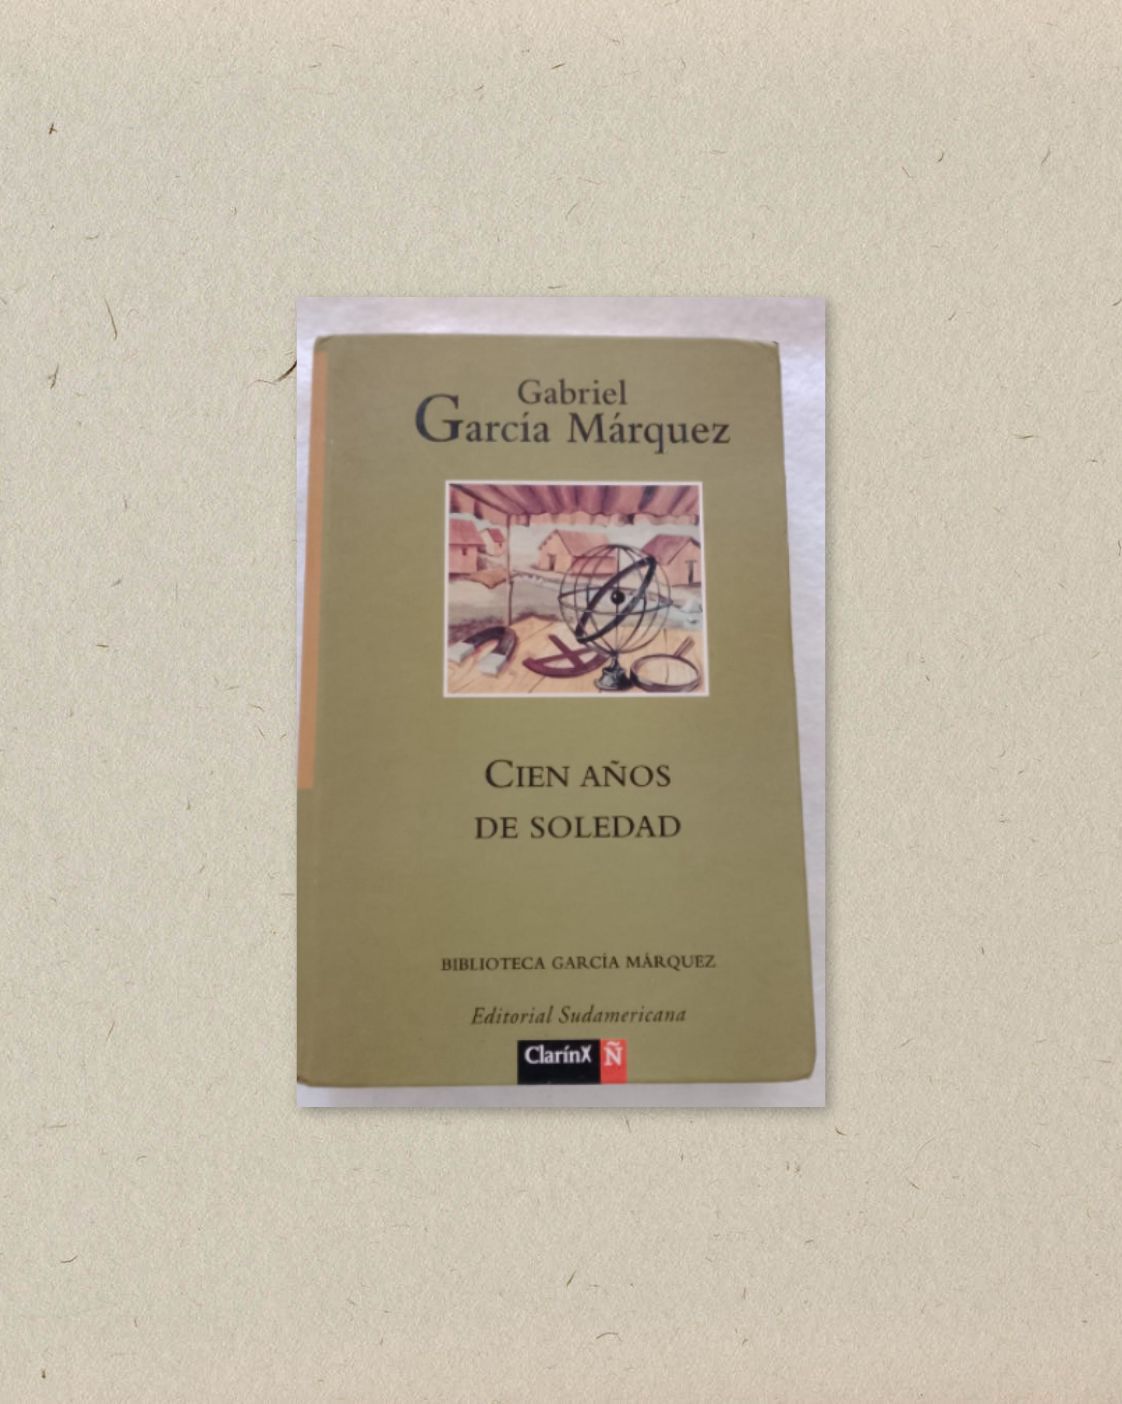 Gabriel
García Márquez
CIEN AÑOS
DE SOLEDAD
BIBLIOTECA GARCÍA MÁRQUEZ
Editorial Sudamericana
Clarín Ñ